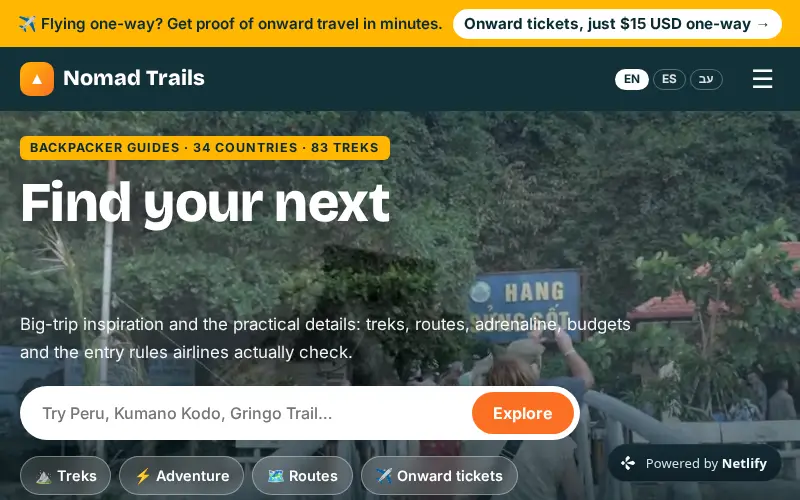 ✈️ Flying one-way? Get proof of onward travel in minutes. Onward tickets, just $15 USD one-way →
Nomad Trails
EN ES עב
BACKPACKER GUIDES · 34 COUNTRIES · 83 TREKS
Find your next
HANG
SỬNG SỐT
Big-trip inspiration and the practical details: treks, routes, adrenaline, budgets
and the entry rules airlines actually check.
Try Peru, Kumano Kodo, Gringo Trail... Explore
⛰️ Treks ⚡ Adventure 🗺️ Routes ✈️ Onward tickets
Powered by Netlify